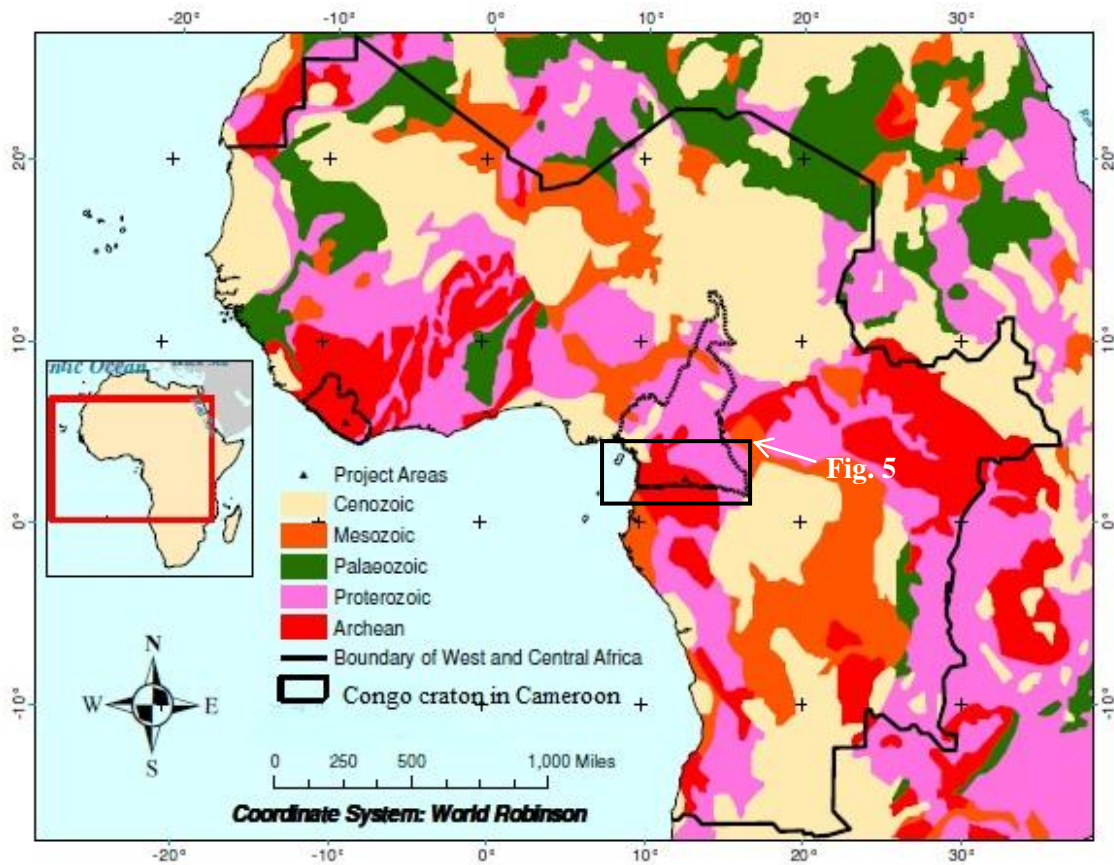 -20° -10° 0° 10° 20° 30°
20°
20°
10°
10°
0°
0°
-10°
-10°
ntic Ocean
Fig. 5
Project Areas
Cenozoic
Mesozoic
Palaeozoic
Proterozoic
Archean
Boundary of West and Central Africa
Congo craton in Cameroon
N
W E
S
0 250 500 1,000 Miles
Coordinate System: World Robinson
-20° -10° 0° 10° 20° 30°